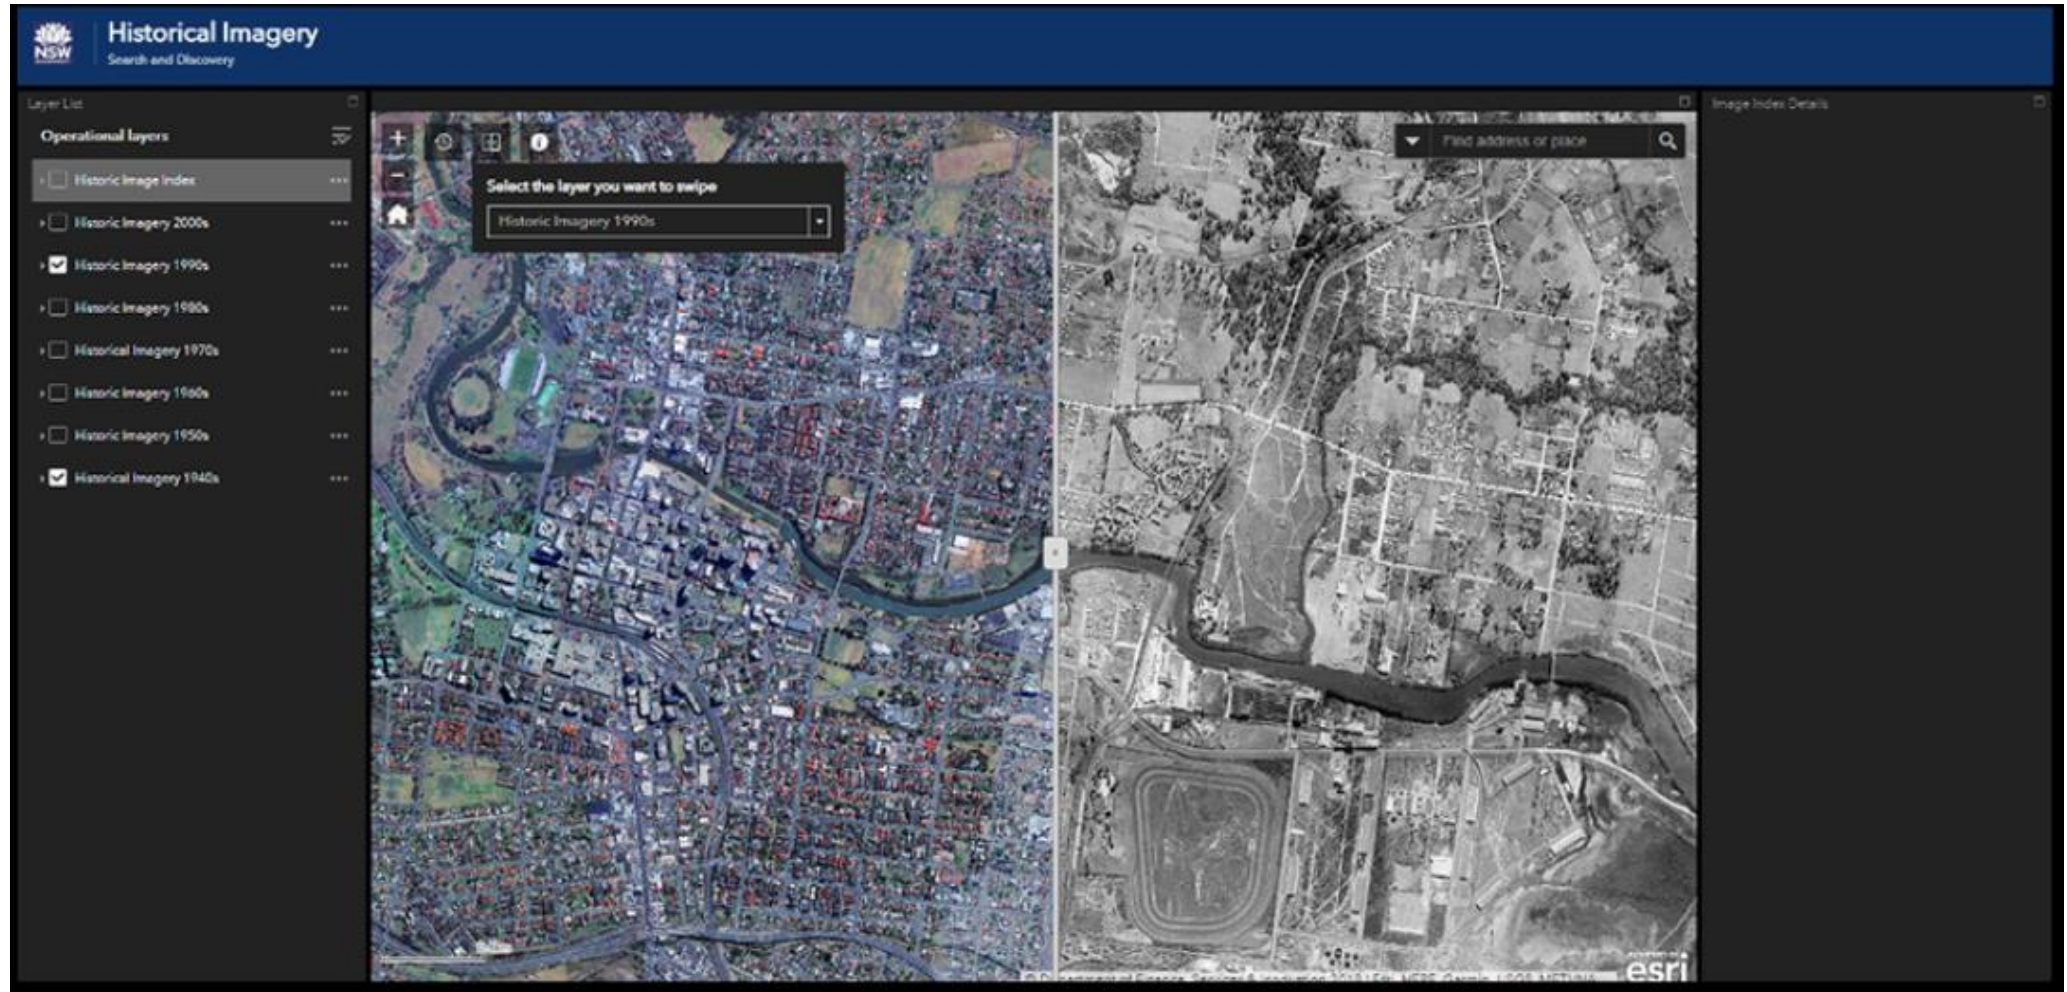 NSW
Historical Imagery
Search and Discovery
Layer List
Operational layers
Historic Image Index
Historic Imagery 2000s
Historic Imagery 1990s
Historic Imagery 1980s
Historical Imagery 1970s
Historic Imagery 1960s
Historic Imagery 1950s
Historical Imagery 1940s
Select the layer you want to swipe
Historic Imagery 1990s
Find address or place
Image Index Details
esri